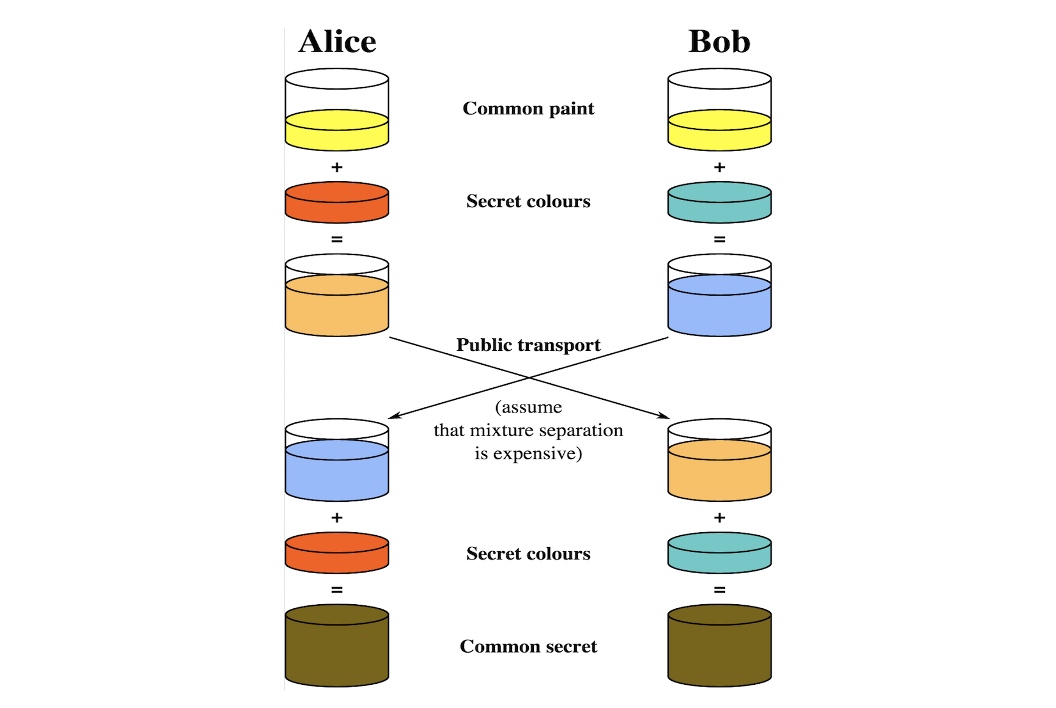 Alice
Bob
Common paint
+
+
Secret colours
=
=
Public transport
(assume
that mixture separation
is expensive)
+
+
Secret colours
=
=
Common secret